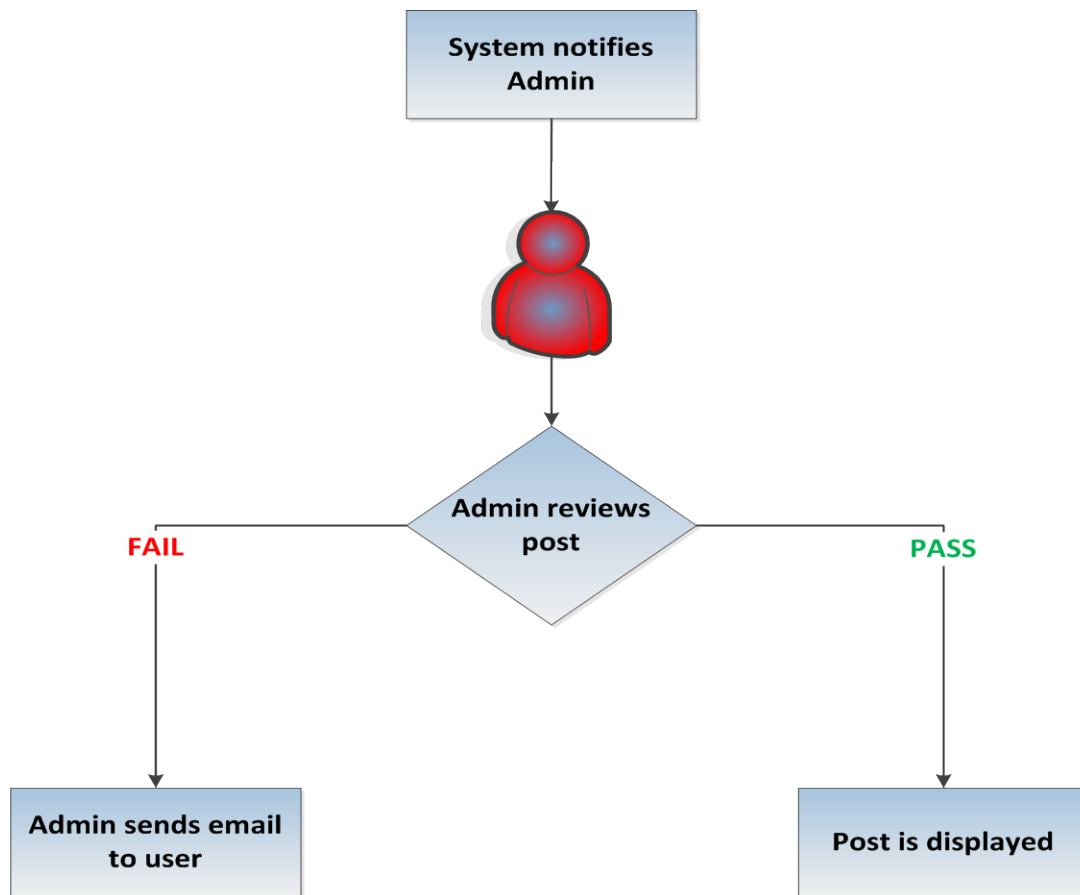 System notifies
Admin
Admin reviews
post
FAIL
PASS
Admin sends email
to user
Post is displayed